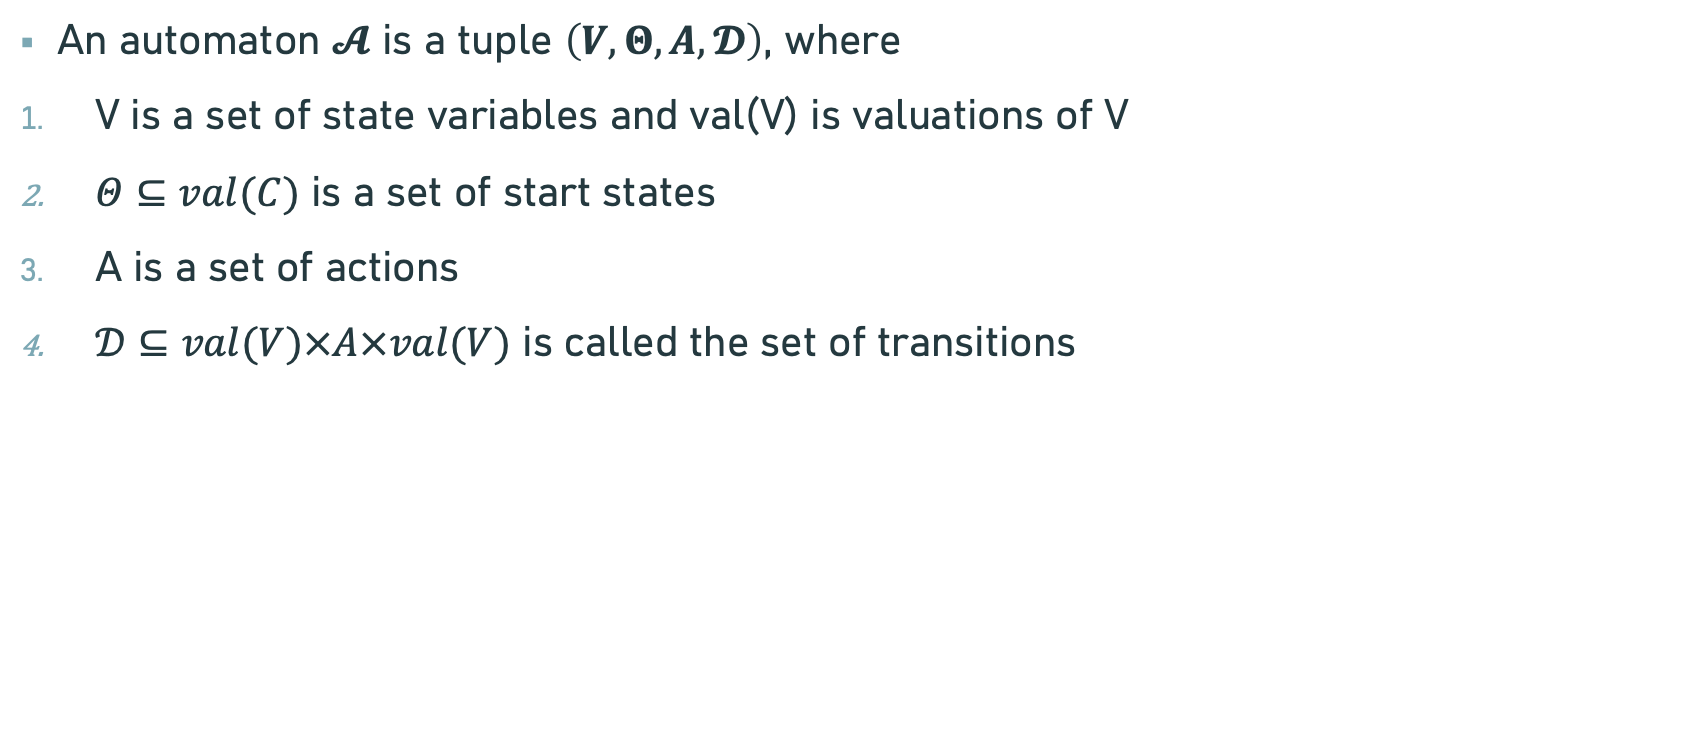 ▪ An automaton 𝓐 is a tuple (𝑽, 𝚯, 𝑨, 𝓓), where
1. V is a set of state variables and val(V) is valuations of V
2. 𝛩 ⊆ 𝑣𝑎𝑙(𝐶) is a set of start states
3. A is a set of actions
4. 𝒟 ⊆ 𝑣𝑎𝑙(𝑉)×𝐴×𝑣𝑎𝑙(𝑉) is called the set of transitions